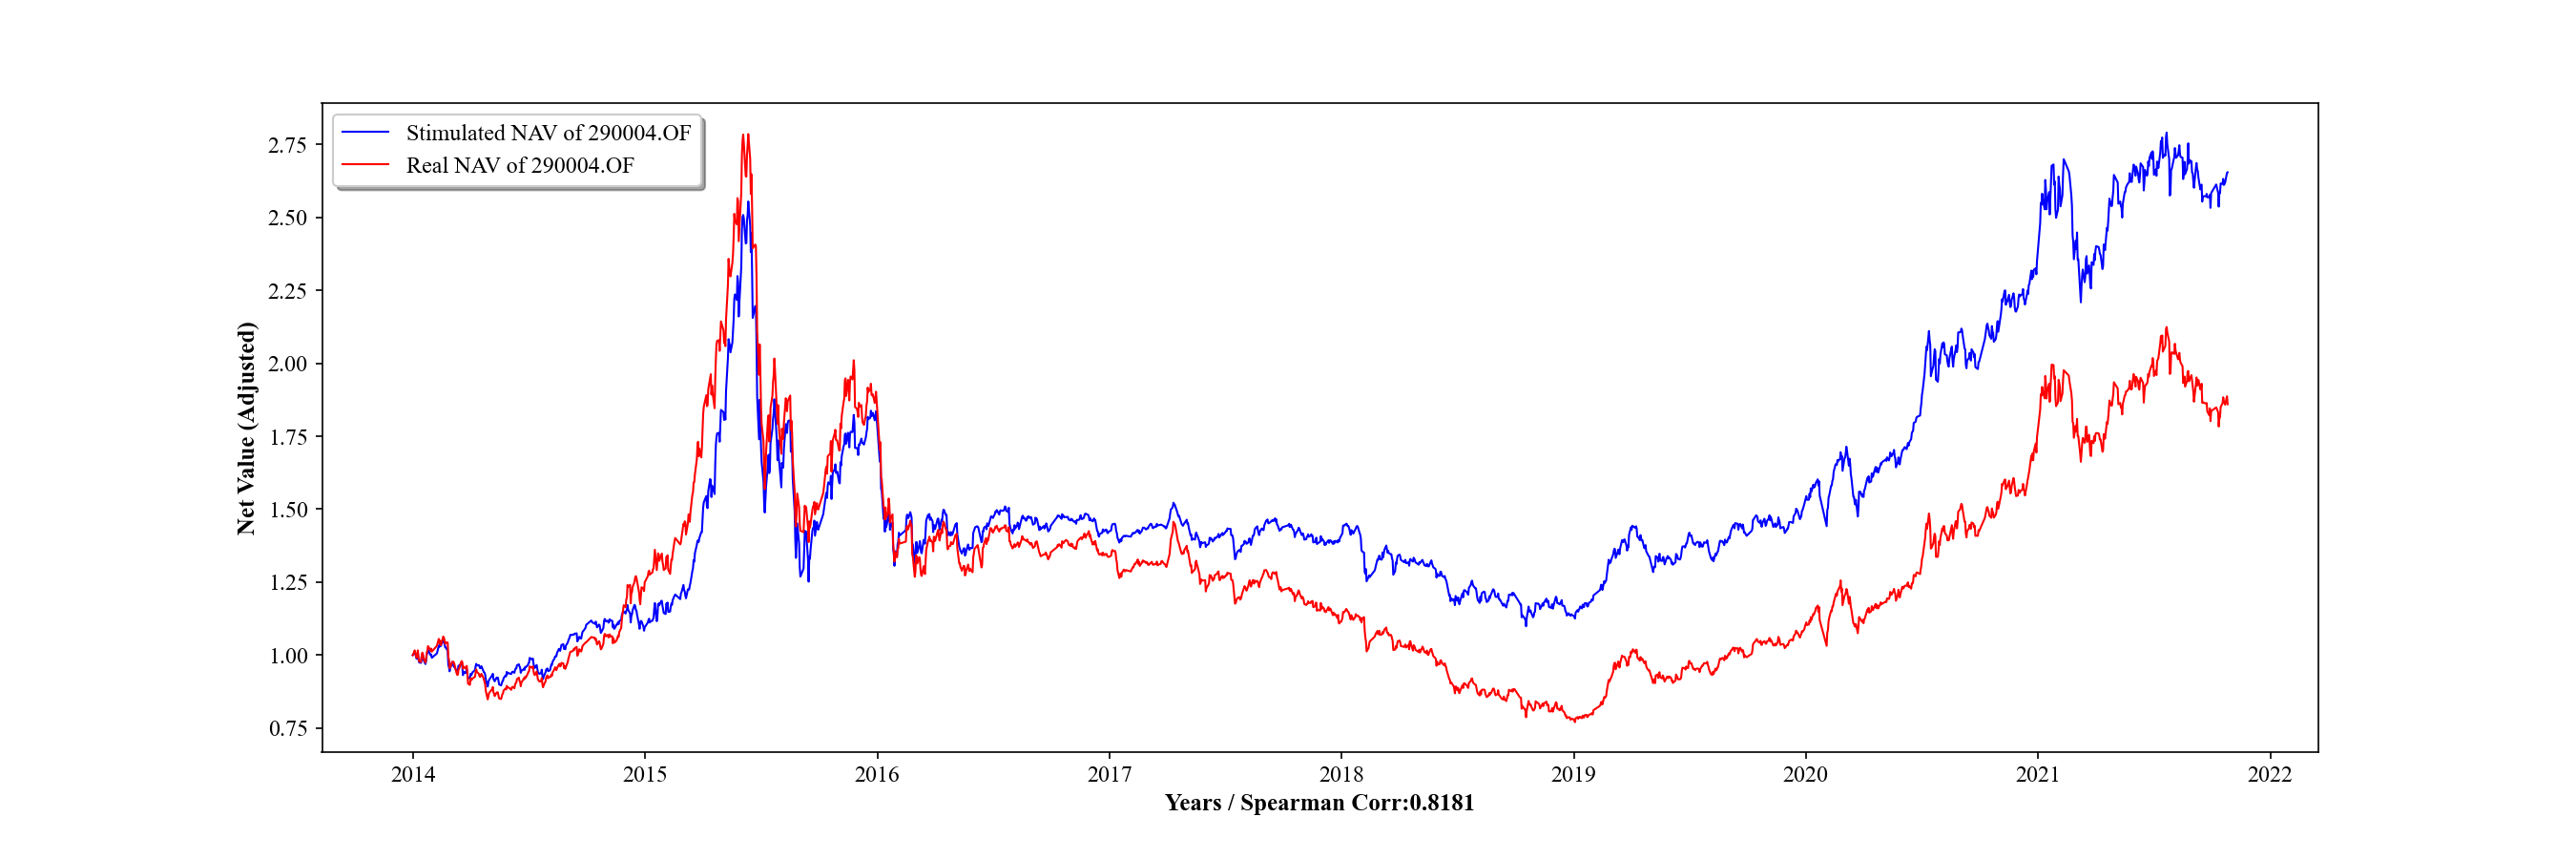 Stimulated NAV of 290004.OF
Real NAV of 290004.OF
Net Value (Adjusted)
2.75
2.50
2.25
2.00
1.75
1.50
1.25
1.00
0.75
2014 2015 2016 2017 2018 2019 2020 2021 2022
Years / Spearman Corr:0.8181